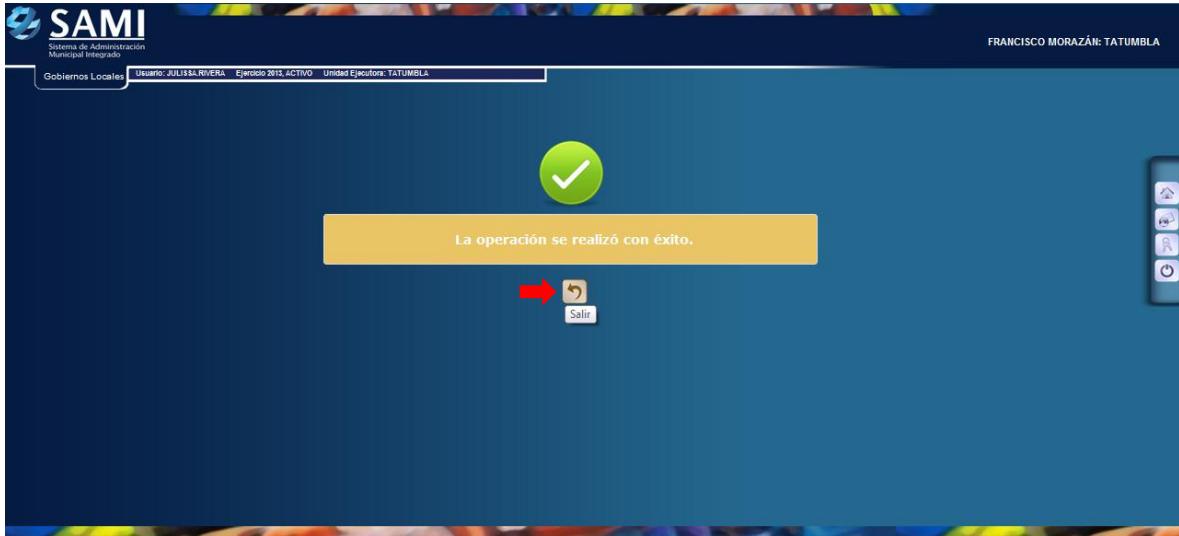 SAMI
Sistema de Administración
Municipal Integrado
FRANCISCO MORAZÁN: TATUMBLA
Gobiernos Locales
Usuario: JULISSA.RIVERA Ejercicio 2013, ACTIVO Unidad Ejecutora: TATUMBLA
La operación se realizó con éxito.
Salir